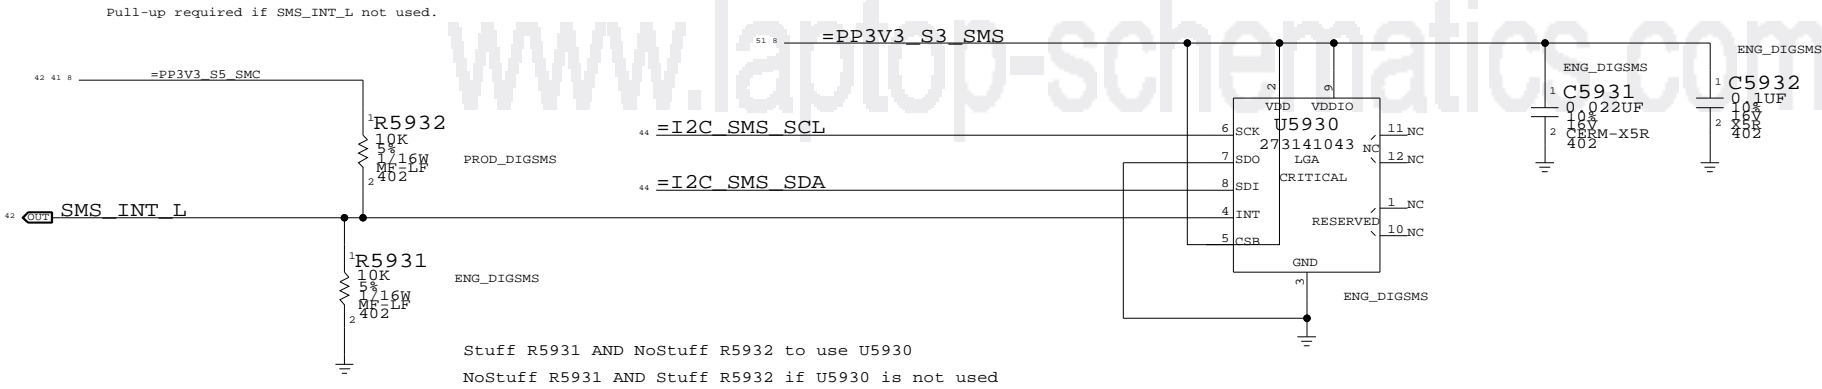 Pull-up required if SMS_INT_L not used.
www.laptop-schematics.com
51 8
=PP3V3_S3_SMS
42 41 8
=PP3V3_S5_SMC
1
R5932
10K
5%
1/16W
MF-LF
402
2
PROD_DIGSMS
44
=I2C_SMS_SCL
44
=I2C_SMS_SDA
42
OUT
SMS_INT_L
1
R5931
10K
5%
1/16W
MF-LF
402
2
ENG_DIGSMS
2
9
VDD
VDDIO
U5930
273141043
LGA
CRITICAL
6
SCK
7
SDO
8
SDI
4
INT
5
CSB
NC
11
NC
12
NC
RESERVED
1
NC
10
NC
GND
3
ENG_DIGSMS
ENG_DIGSMS
1
C5931
0.022UF
10%
16V
CERM-X5R
402
2
ENG_DIGSMS
1
C5932
0.1UF
10%
16V
X5R
402
2
Stuff R5931 AND NoStuff R5932 to use U5930
NoStuff R5931 AND Stuff R5932 if U5930 is not used